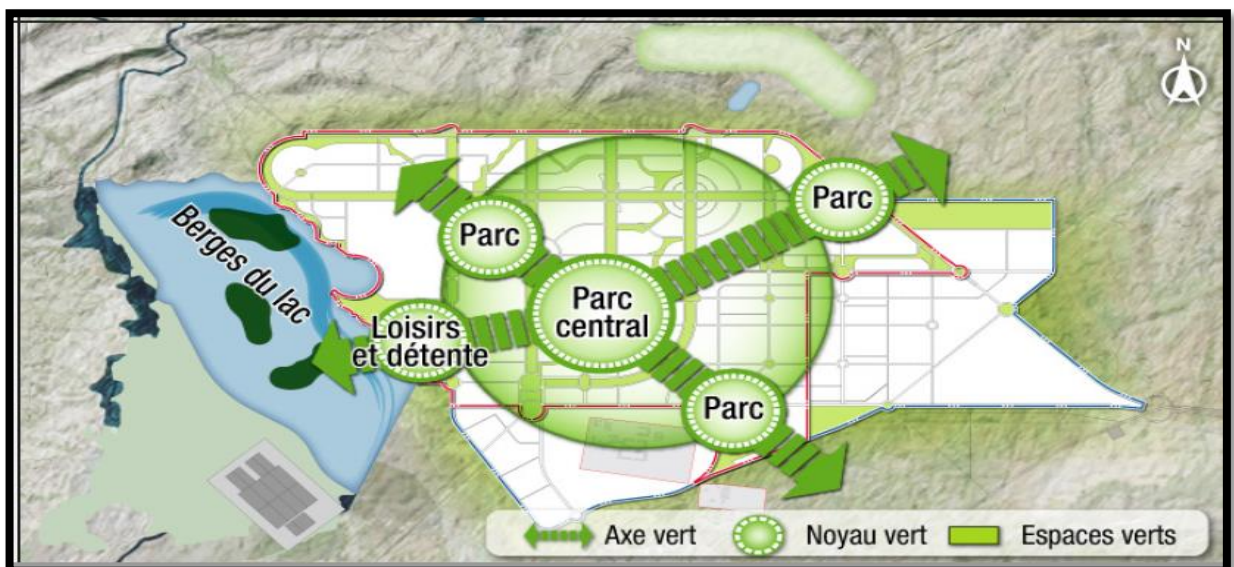 N
Parc
Parc
Berges du lac
Parc
central
Loisirs
et détente
Parc
Axe vert
Noyau vert
Espaces verts